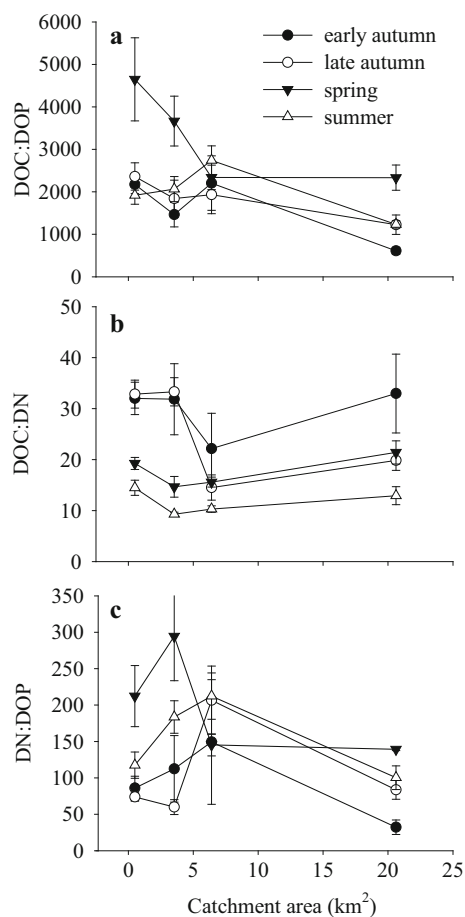 a
early autumn
late autumn
spring
summer
DOC:DOP
6000
5000
4000
3000
2000
1000
0
b
DOC:DN
40
30
20
10
0
c
DN:DOP
350
300
250
200
150
100
50
0
0 5 10 15 20 25
Catchment area (km²)